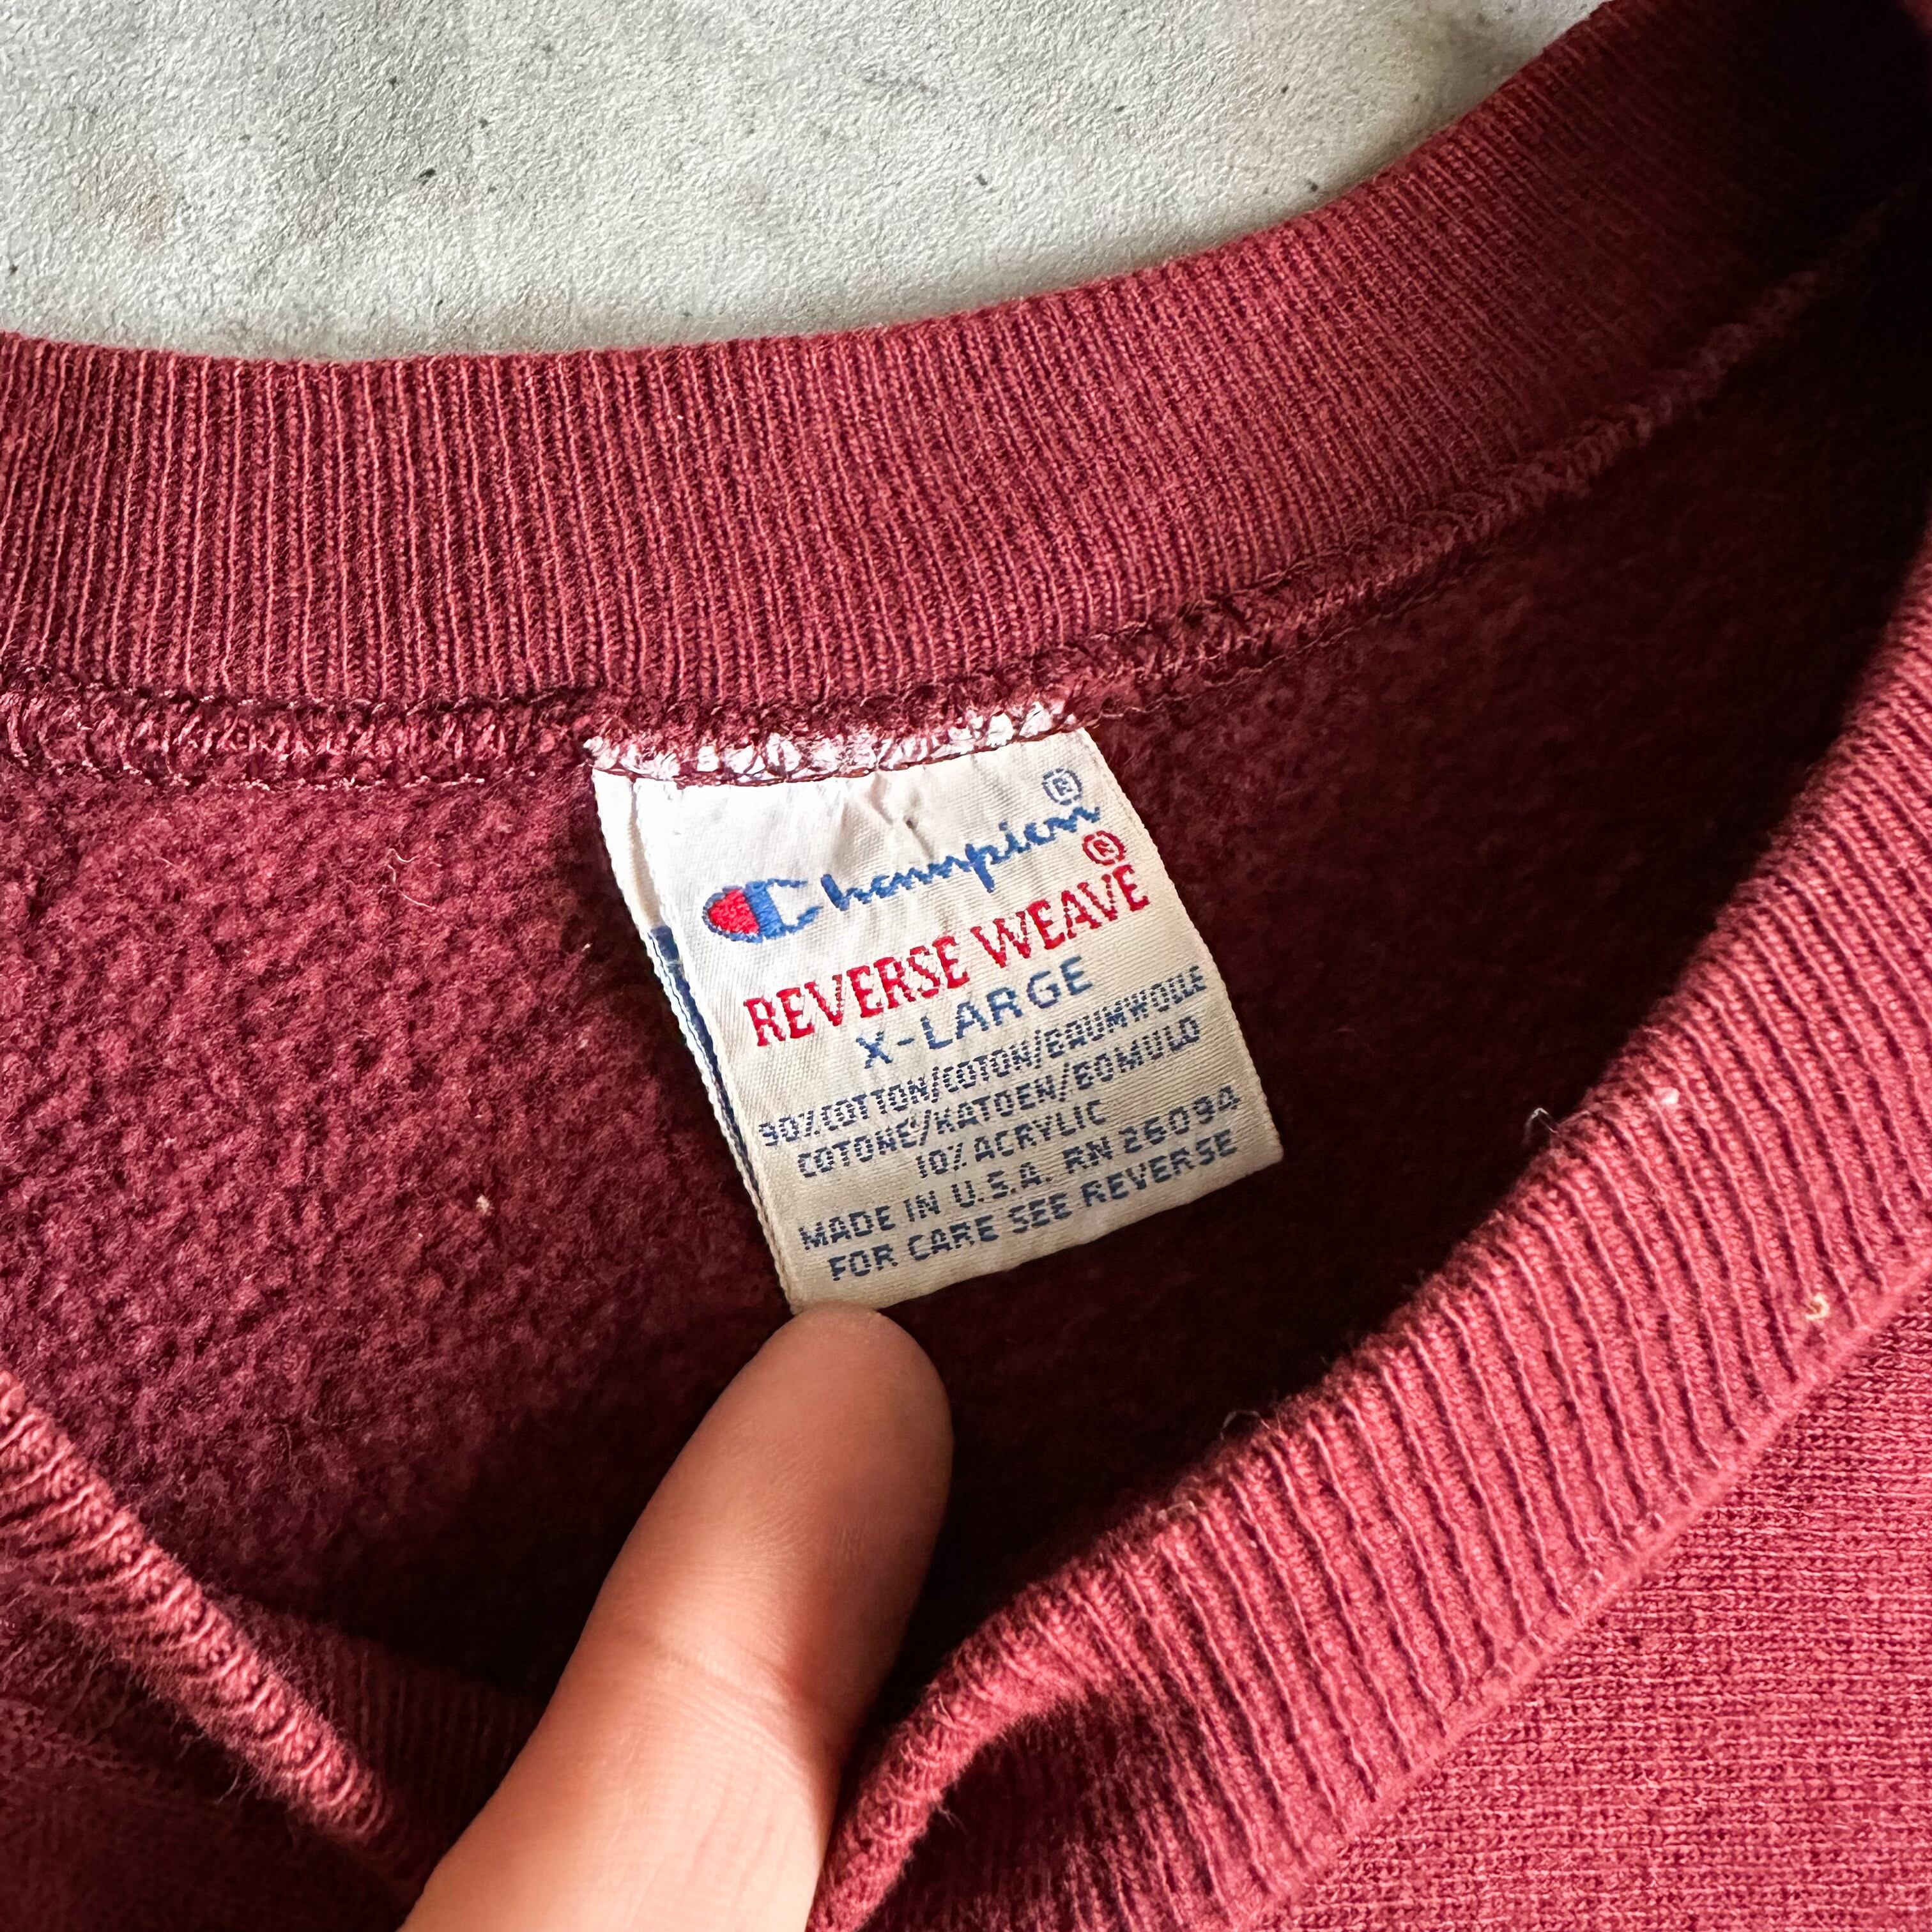 Champion®
REVERSE WEAVE®
X-LARGE
90% COTTON/COTON/BAUMWOLLE
COTONE/KATOEN/BOMULD
10% ACRYLIC
MADE IN U.S.A. RN 26094
FOR CARE SEE REVERSE